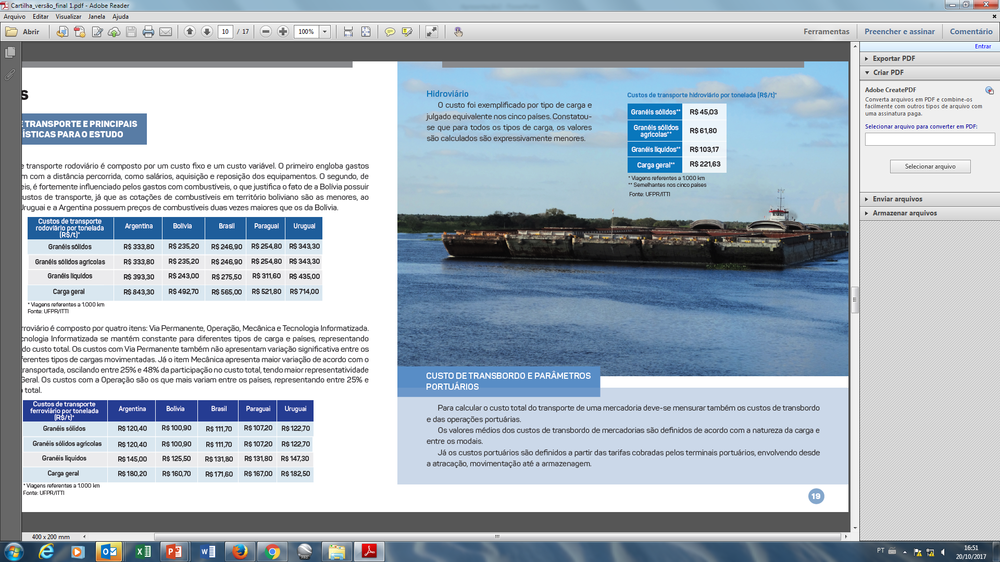 Cartilha_versão_final 1.pdf - Adobe Reader
Arquivo Editar Visualizar Janela Ajuda
Abrir 10 / 17 100% Ferramentas Preencher e assinar Comentário
Entrar
Exportar PDF
Criar PDF
Adobe CreatePDF
Converta arquivos em PDF e combine-os
facilmente com outros tipos de arquivo com
uma assinatura paga.
Selecionar arquivo para converter em PDF:
Selecionar arquivo
Enviar arquivos
Armazenar arquivos
s
E TRANSPORTE E PRINCIPAIS
ÍSTICAS PARA O ESTUDO
e transporte rodoviário é composto por um custo fixo e um custo variável. O primeiro engloba gastos
m com a distância percorrida, como salários, aquisição e reposição dos equipamentos. O segundo, de
eis, é fortemente influenciado pelos gastos com combustíveis, o que justifica o fato de a Bolívia possuir
custos de transporte, já que as cotações de combustíveis em território boliviano são as menores, ao
Uruguai e a Argentina possuem preços de combustíveis duas vezes maiores que os da Bolívia.
Custos de transporte
rodoviário por tonelada
(R$/t)*
Argentina Bolívia Brasil Paraguai Uruguai
Granéis sólidos R$ 333,80 R$ 235,20 R$ 246,90 R$ 254,80 R$ 343,30
Granéis sólidos agrícolas R$ 333,80 R$ 235,20 R$ 246,90 R$ 254,80 R$ 343,30
Granéis líquidos R$ 393,30 R$ 243,00 R$ 275,50 R$ 311,60 R$ 435,00
Carga geral R$ 843,30 R$ 492,70 R$ 565,00 R$ 521,80 R$ 714,00
* Viagens referentes a 1.000 km
Fonte: UFPR/ITTI
rroviário é composto por quatro itens: Via Permanente, Operação, Mecânica e Tecnologia Informatizada.
cnologia Informatizada se mantém constante para diferentes tipos de carga e países, representando
do custo total. Os custos com Via Permanente também não apresentam variação significativa entre os
ferentes tipos de cargas movimentadas. Já o item Mecânica apresenta maior variação de acordo com o
transportada, oscilando entre 25% e 48% da participação no custo total, tendo maior representatividade
Geral. Os custos com a Operação são os que mais variam entre os países, representando entre 25% e
o total.
Custos de transporte
ferroviário por tonelada
(R$/t)*
Argentina Bolívia Brasil Paraguai Uruguai
Granéis sólidos R$ 120,40 R$ 100,90 R$ 111,70 R$ 107,20 R$ 122,70
Granéis sólidos agrícolas R$ 120,40 R$ 100,90 R$ 111,70 R$ 107,20 R$ 122,70
Granéis líquidos R$ 145,00 R$ 125,50 R$ 131,80 R$ 131,80 R$ 147,30
Carga geral R$ 180,20 R$ 160,70 R$ 171,60 R$ 167,00 R$ 182,50
* Viagens referentes a 1.000 km
Fonte: UFPR/ITTI
Hidroviário
O custo foi exemplificado por tipo de carga e
julgado equivalente nos cinco países. Constatou-
se que para todos os tipos de carga, os valores
são calculados são expressivamente menores.
Custos de transporte hidroviário por tonelada (R$/t)*
Granéis sólidos** R$ 45,03
Granéis sólidos
agrícolas** R$ 61,80
Granéis líquidos** R$ 103,17
Carga geral** R$ 221,63
* Viagens referentes a 1.000 km
** Semelhantes nos cinco países
Fonte: UFPR/ITTI
CUSTO DE TRANSBORDO E PARÂMETROS
PORTUÁRIOS
Para calcular o custo total do transporte de uma mercadoria deve-se mensurar também os custos de transbordo
e das operações portuárias.
Os valores médios dos custos de transbordo de mercadorias são definidos de acordo com a natureza da carga e
entre os modais.
Já os custos portuários são definidos a partir das tarifas cobradas pelos terminais portuários, envolvendo desde
a atracação, movimentação até a armazenagem.
19
400 x 200 mm
PT
16:51
20/10/2017